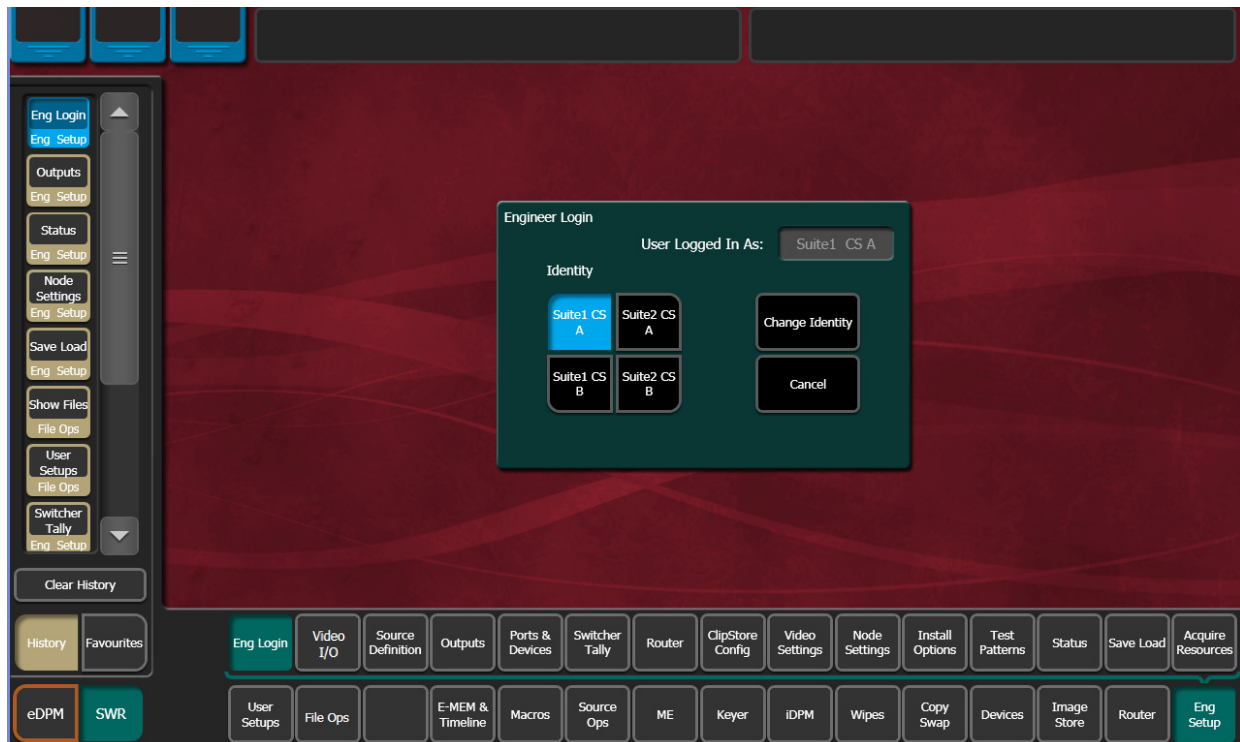 Eng Login
Eng Setup
Outputs
Eng Setup
Status
Eng Setup
Node
Settings
Eng Setup
Save Load
Eng Setup
Show Files
File Ops
User
Setups
File Ops
Switcher
Tally
Eng Setup
Clear History
History
Favourites
eDPM
SWR
Engineer Login
User Logged In As:
Suite1 CS A
Identity
Suite1 CS
A
Suite2 CS
A
Suite1 CS
B
Suite2 CS
B
Change Identity
Cancel
Eng Login
Video
I/O
Source
Definition
Outputs
Ports &
Devices
Switcher
Tally
Router
ClipStore
Config
Video
Settings
Node
Settings
Install
Options
Test
Patterns
Status
Save Load
Acquire
Resources
User
Setups
File Ops
E-MEM &
Timeline
Macros
Source
Ops
ME
Keyer
iDPM
Wipes
Copy
Swap
Devices
Image
Store
Router
Eng
Setup